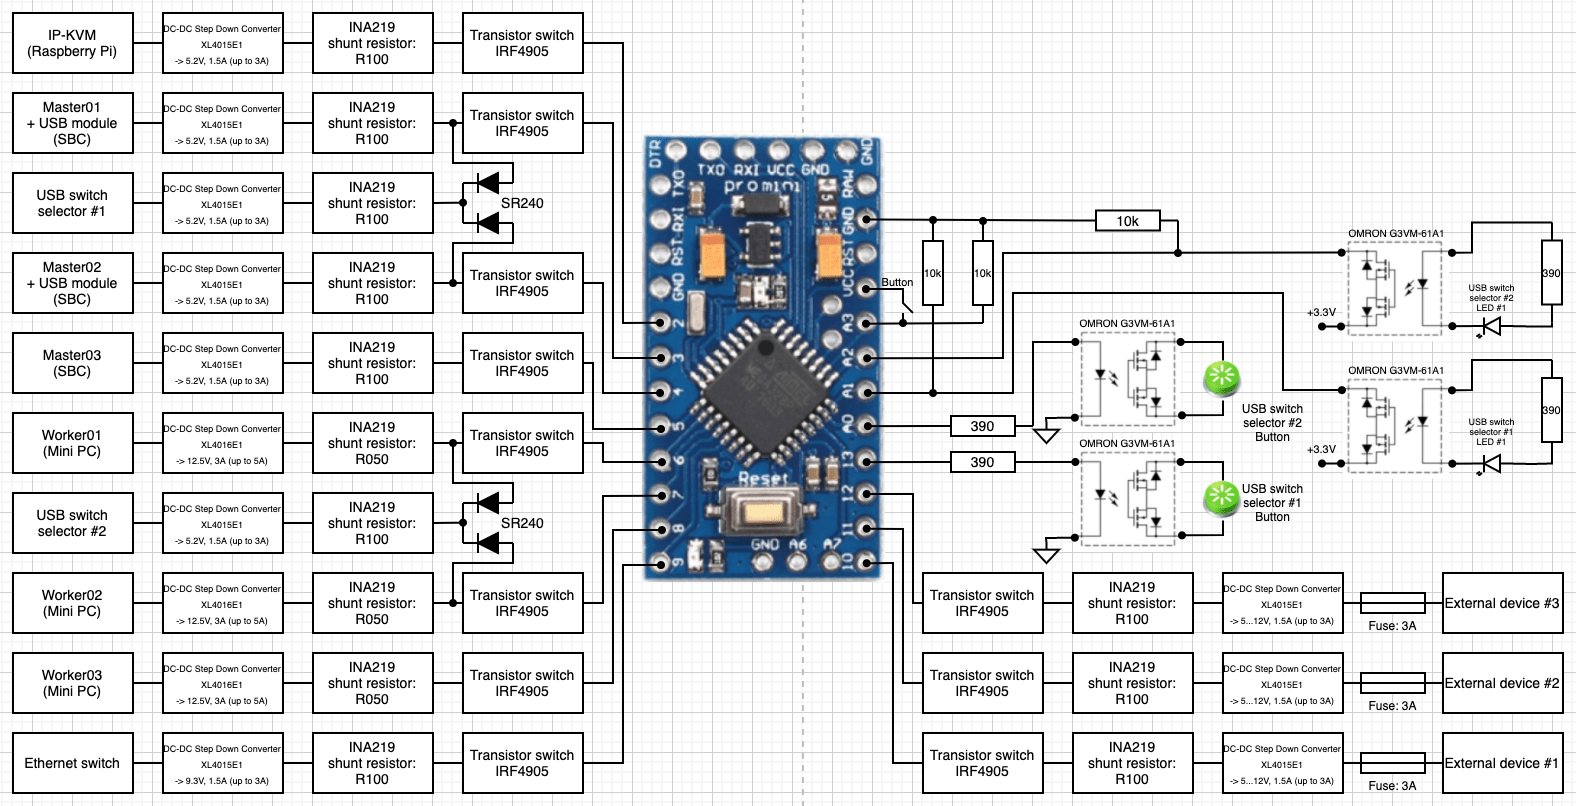 IP-KVM
(Raspberry Pi)
DC-DC Step Down Converter
XL4015E1
-> 5.2V, 1.5A (up to 3A)
INA219
shunt resistor:
R100
Transistor switch
IRF4905
Master01
+ USB module
(SBC)
DC-DC Step Down Converter
XL4015E1
-> 5.2V, 1.5A (up to 3A)
INA219
shunt resistor:
R100
Transistor switch
IRF4905
USB switch
selector #1
DC-DC Step Down Converter
XL4015E1
-> 5.2V, 1.5A (up to 3A)
INA219
shunt resistor:
R100
SR240
Master02
+ USB module
(SBC)
DC-DC Step Down Converter
XL4015E1
-> 5.2V, 1.5A (up to 3A)
INA219
shunt resistor:
R100
Transistor switch
IRF4905
Master03
(SBC)
DC-DC Step Down Converter
XL4015E1
-> 5.2V, 1.5A (up to 3A)
INA219
shunt resistor:
R100
Transistor switch
IRF4905
Worker01
(Mini PC)
DC-DC Step Down Converter
XL4016E1
-> 12.5V, 3A (up to 5A)
INA219
shunt resistor:
R050
Transistor switch
IRF4905
USB switch
selector #2
DC-DC Step Down Converter
XL4015E1
-> 5.2V, 1.5A (up to 3A)
INA219
shunt resistor:
R100
SR240
Worker02
(Mini PC)
DC-DC Step Down Converter
XL4016E1
-> 12.5V, 3A (up to 5A)
INA219
shunt resistor:
R050
Transistor switch
IRF4905
Worker03
(Mini PC)
DC-DC Step Down Converter
XL4016E1
-> 12.5V, 3A (up to 5A)
INA219
shunt resistor:
R050
Transistor switch
IRF4905
Ethernet switch
DC-DC Step Down Converter
XL4015E1
-> 9.3V, 1.5A (up to 3A)
INA219
shunt resistor:
R100
Transistor switch
IRF4905
DTR
TXO RXI VCC GND
GND
pro mini
TXO
RXI
RST
GND
2
3
4
5
6
7
8
9
RAW
GND
RST
VCC
A3
A2
A1
A0
13
12
11
10
5
Reset
GND A6 A7
Button
10k
10k
10k
390
390
OMRON G3VM-61A1
USB switch
selector #2
Button
OMRON G3VM-61A1
USB switch
selector #1
Button
OMRON G3VM-61A1
+3.3V
USB switch
selector #2
LED #1
390
OMRON G3VM-61A1
+3.3V
USB switch
selector #1
LED #1
390
Transistor switch
IRF4905
INA219
shunt resistor:
R100
DC-DC Step Down Converter
XL4015E1
-> 5...12V, 1.5A (up to 3A)
Fuse: 3A
External device #3
Transistor switch
IRF4905
INA219
shunt resistor:
R100
DC-DC Step Down Converter
XL4015E1
-> 5...12V, 1.5A (up to 3A)
Fuse: 3A
External device #2
Transistor switch
IRF4905
INA219
shunt resistor:
R100
DC-DC Step Down Converter
XL4015E1
-> 5...12V, 1.5A (up to 3A)
Fuse: 3A
External device #1